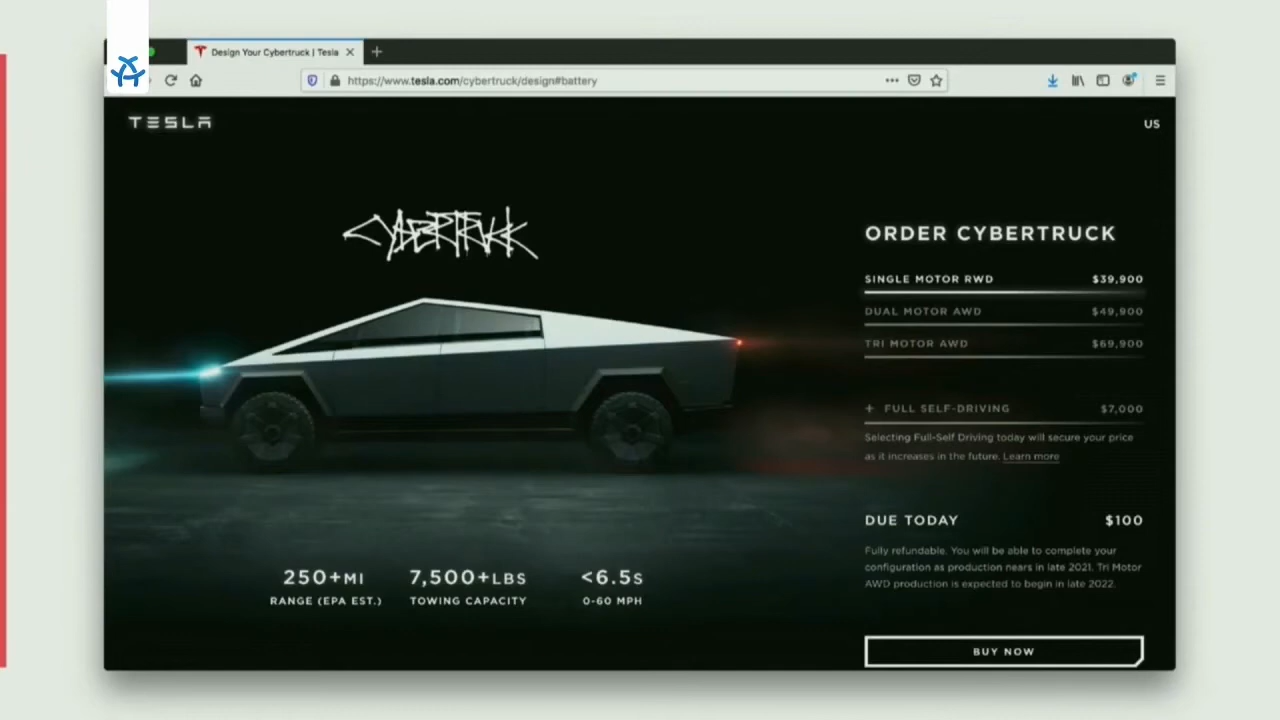 Design Your Cybertruck | Tesla
https://www.tesla.com/cybertruck/design#battery
TESLA
US
CYBERTRUCK
ORDER CYBERTRUCK
SINGLE MOTOR RWD $39,900
DUAL MOTOR AWD $49,900
TRI MOTOR AWD $69,900
+ FULL SELF-DRIVING $7,000
Selecting Full-Self Driving today will secure your price
as it increases in the future. Learn more
DUE TODAY $100
Fully refundable. You will be able to complete your
configuration as production nears in late 2021. Tri Motor
AWD production is expected to begin in late 2022.
250+MI 7,500+LBS <6.5S
RANGE (EPA EST.) TOWING CAPACITY 0-60 MPH
BUY NOW